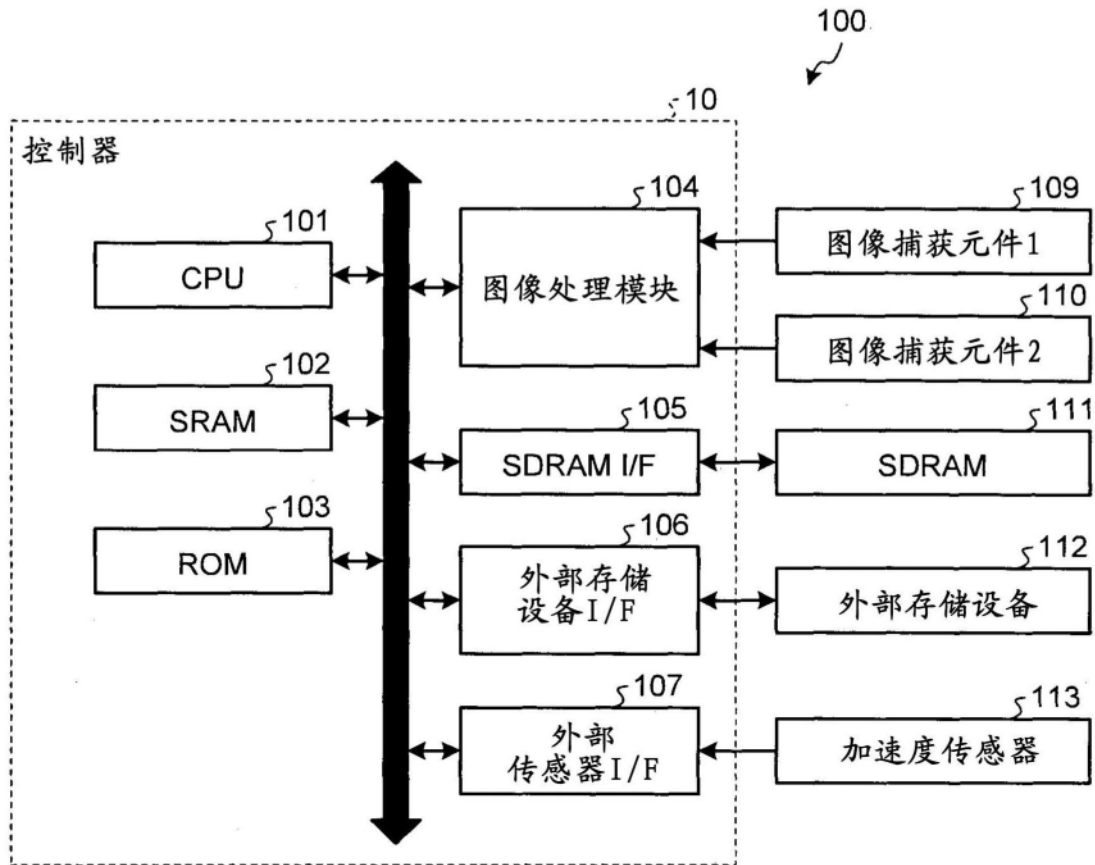 100
10
控制器
104
109
101
图像捕获元件1
CPU
图像处理模块
110
图像捕获元件2
102
105
111
SRAM
SDRAM I/F
SDRAM
103
106
112
ROM
外部存储
设备I/F
外部存储设备
107
113
外部
传感器I/F
加速度传感器